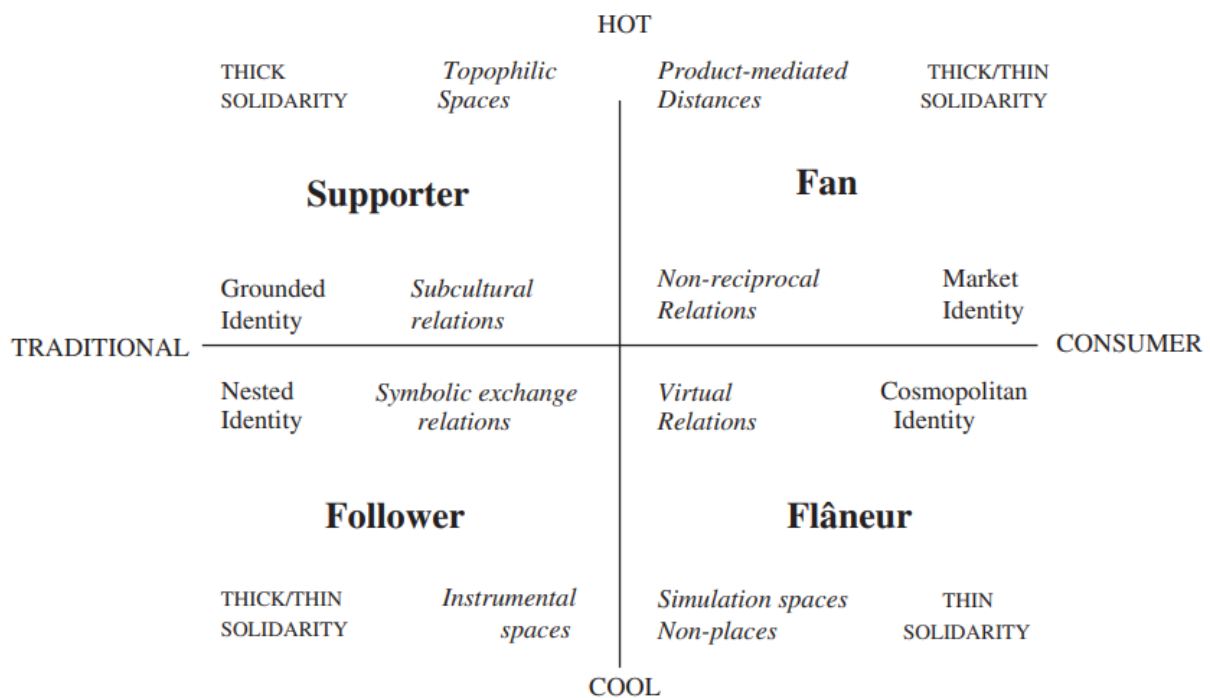 HOT
THICK
SOLIDARITY
Topophilic
Spaces
Product-mediated
Distances
THICK/THIN
SOLIDARITY
Supporter
Fan
Grounded
Identity
Subcultural
relations
Non-reciprocal
Relations
Market
Identity
TRADITIONAL
CONSUMER
Nested
Identity
Symbolic exchange
relations
Virtual
Relations
Cosmopolitan
Identity
Follower
Flâneur
THICK/THIN
SOLIDARITY
Instrumental
spaces
Simulation spaces
Non-places
THIN
SOLIDARITY
COOL